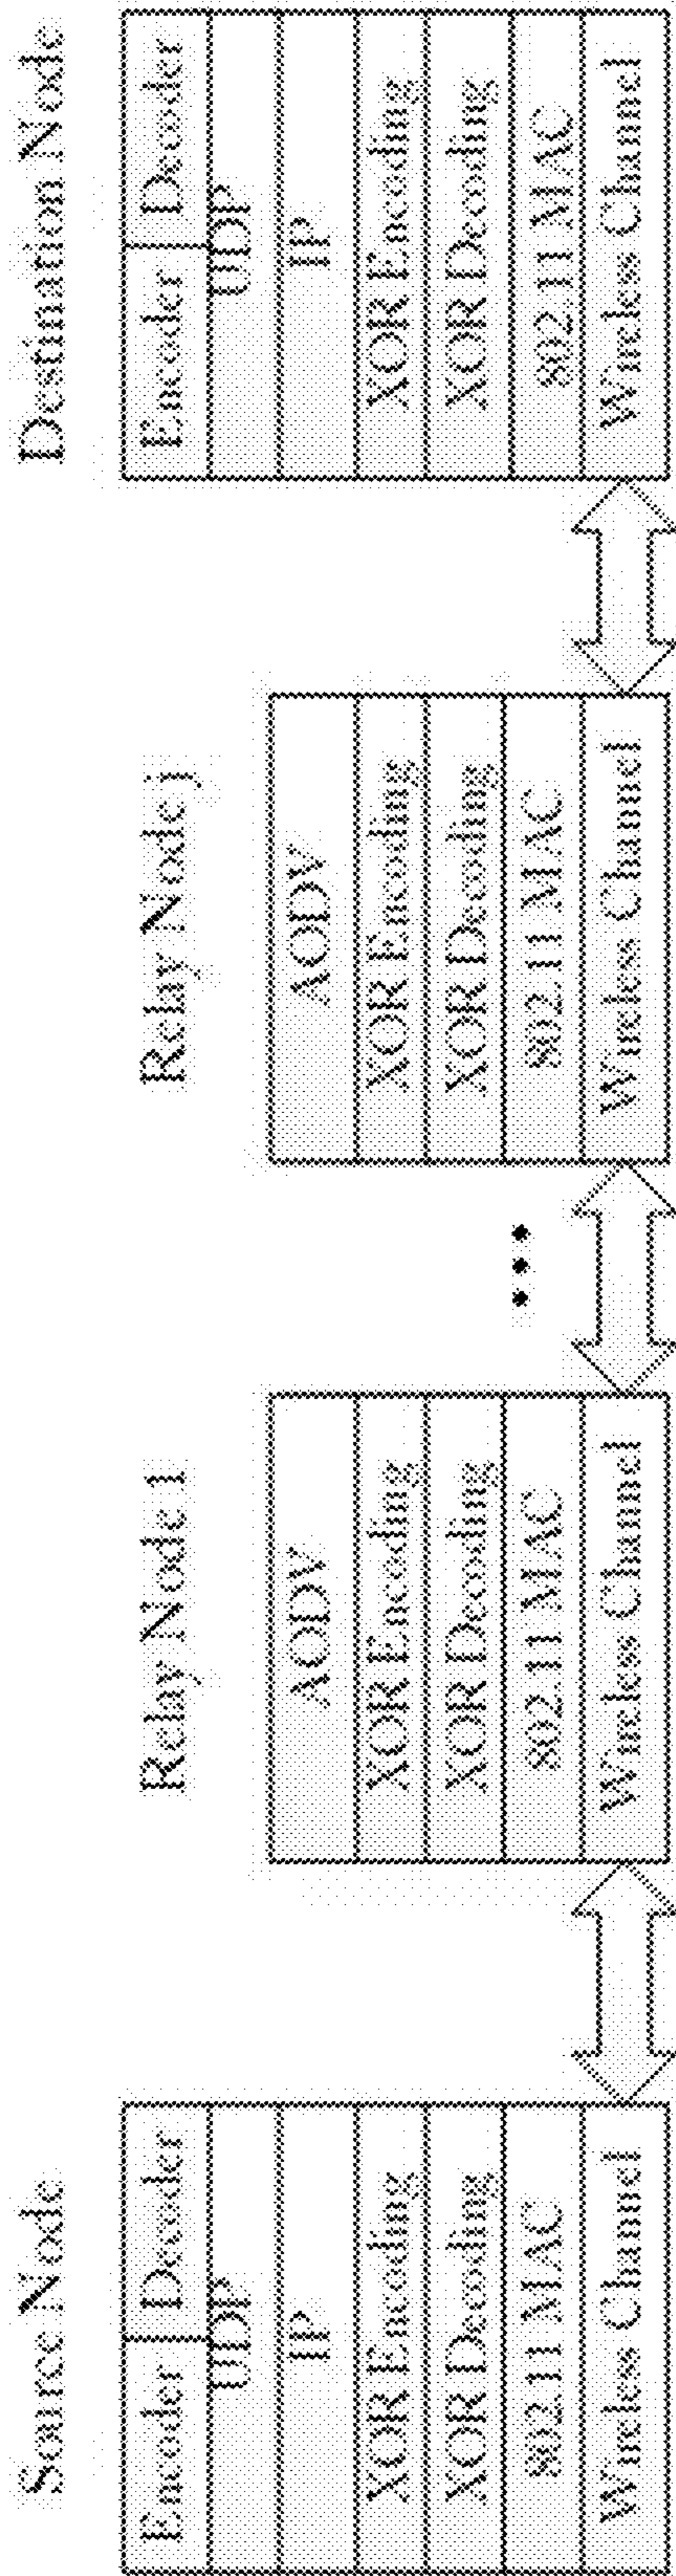 Source Node
Encoder Decoder
UDP
IP
XOR Encoding
XOR Decoding
802.11 MAC
Wireless Channel
Relay Node 1
AODV
XOR Encoding
XOR Decoding
802.11 MAC
Wireless Channel
...
Relay Node j
AODV
XOR Encoding
XOR Decoding
802.11 MAC
Wireless Channel
Destination Node
Encoder Decoder
UDP
IP
XOR Encoding
XOR Decoding
802.11 MAC
Wireless Channel